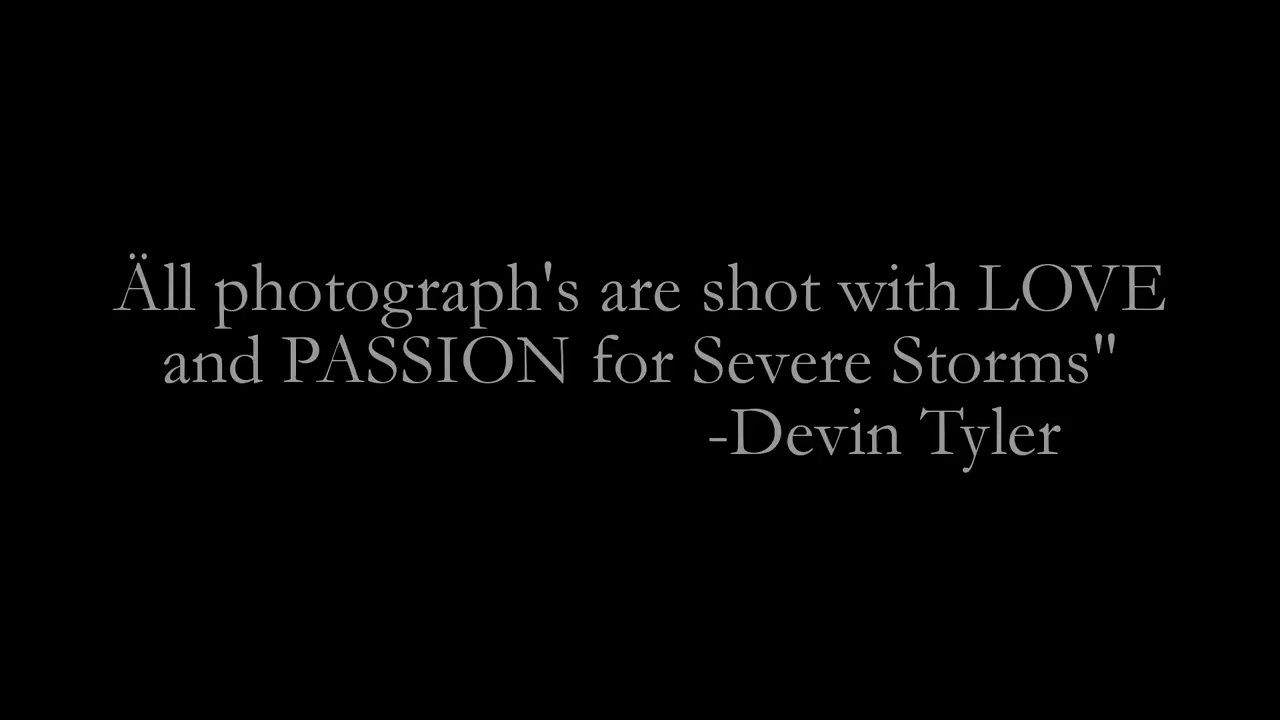 Äll photograph's are shot with LOVE
and PASSION for Severe Storms"
-Devin Tyler